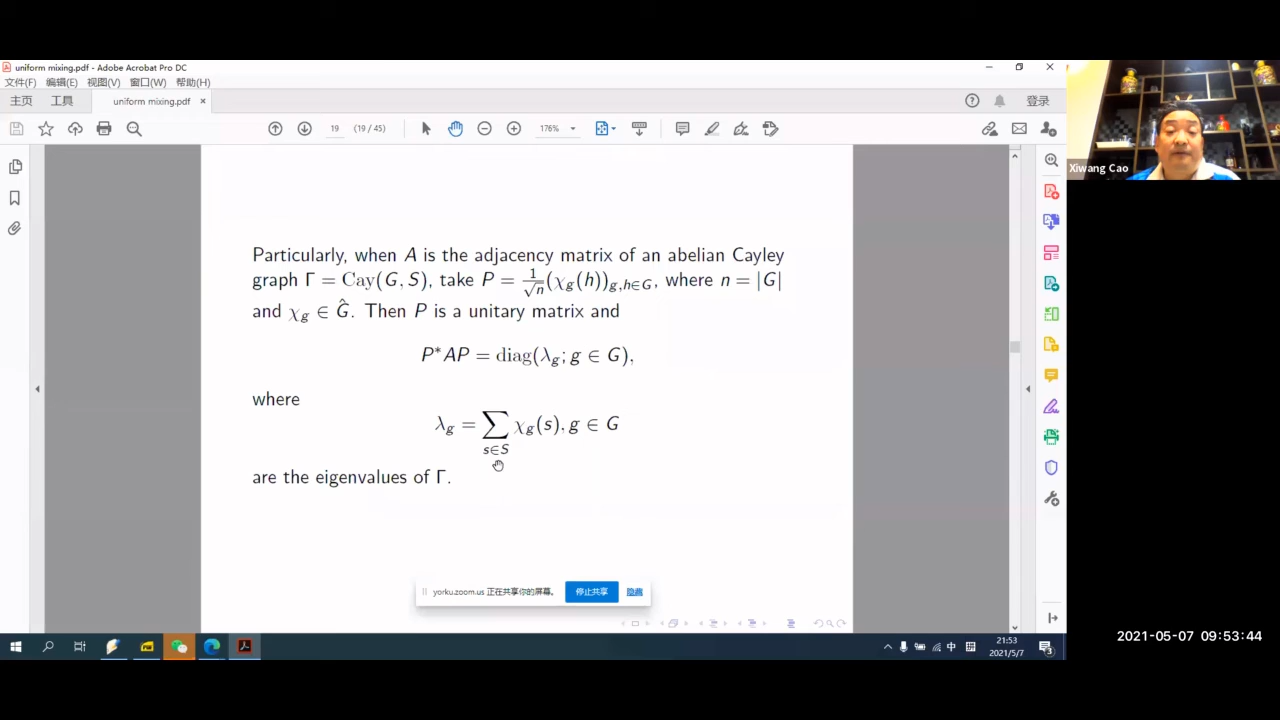 uniform mixing.pdf - Adobe Acrobat Pro DC
文件(F) 编辑(E) 视图(V) 窗口(W) 帮助(H)
主页 工具 uniform mixing.pdf × 登录
19 (19 / 45) 176%
Xiwang Cao
Particularly, when A is the adjacency matrix of an abelian Cayley
graph Γ = Cay(G, S), take P = 1/√n (χ_g(h))_{g,h∈G}, where n = |G|
and χ_g ∈ Ĝ. Then P is a unitary matrix and
P*AP = diag(λ_g; g ∈ G),
where
λ_g = ∑_{s∈S} χ_g(s), g ∈ G
are the eigenvalues of Γ.
yorku.zoom.us 正在共享你的屏幕。 停止共享 隐藏
中 拼 21:53
2021/5/7 3
2021-05-07 09:53:44